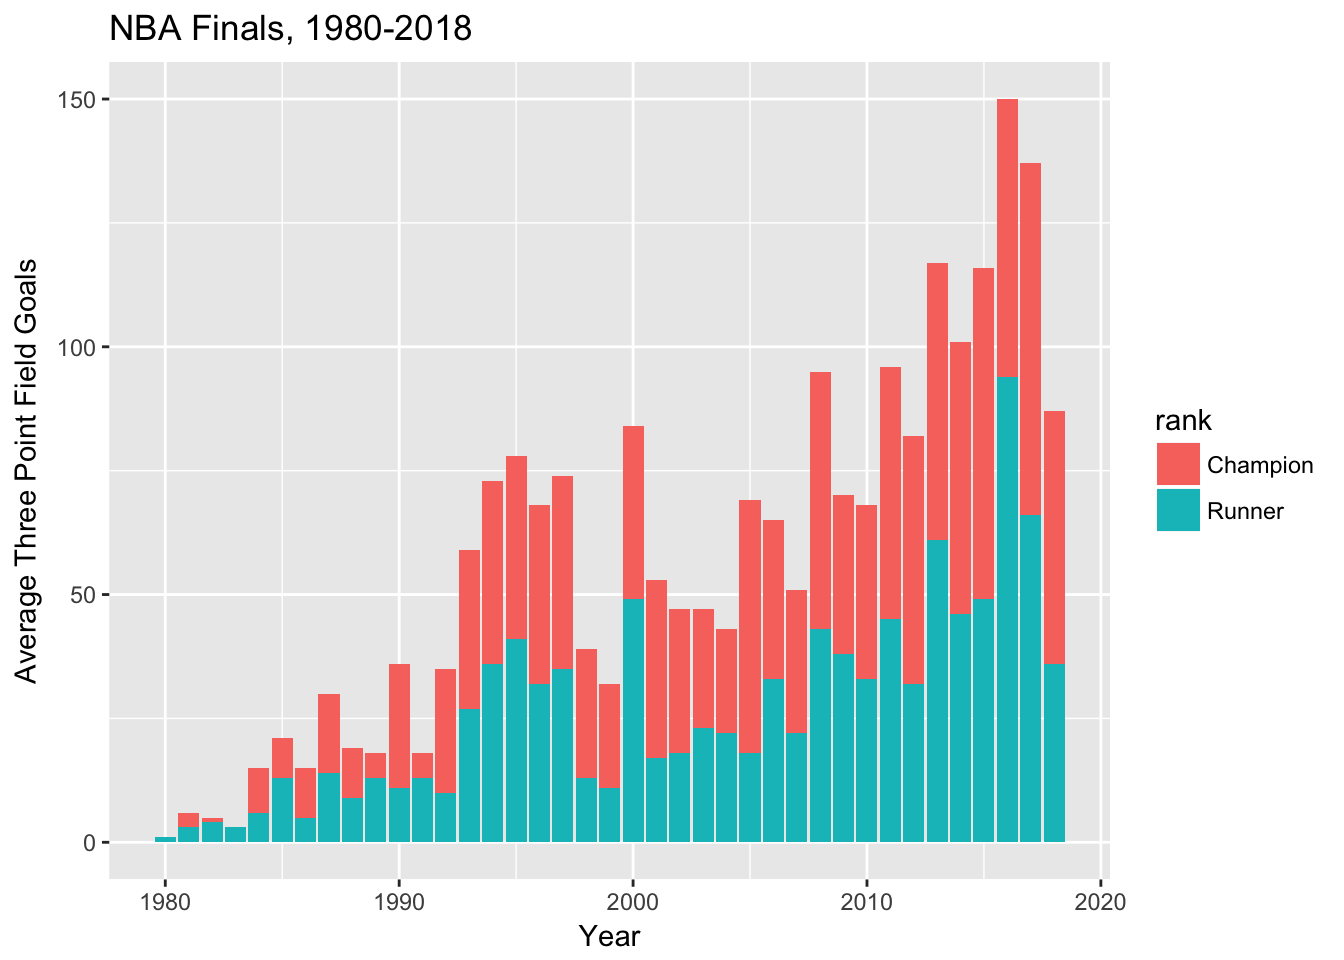 NBA Finals, 1980-2018
150
100
50
0
Average Three Point Field Goals
1980 1990 2000 2010 2020
Year
rank
Champion
Runner